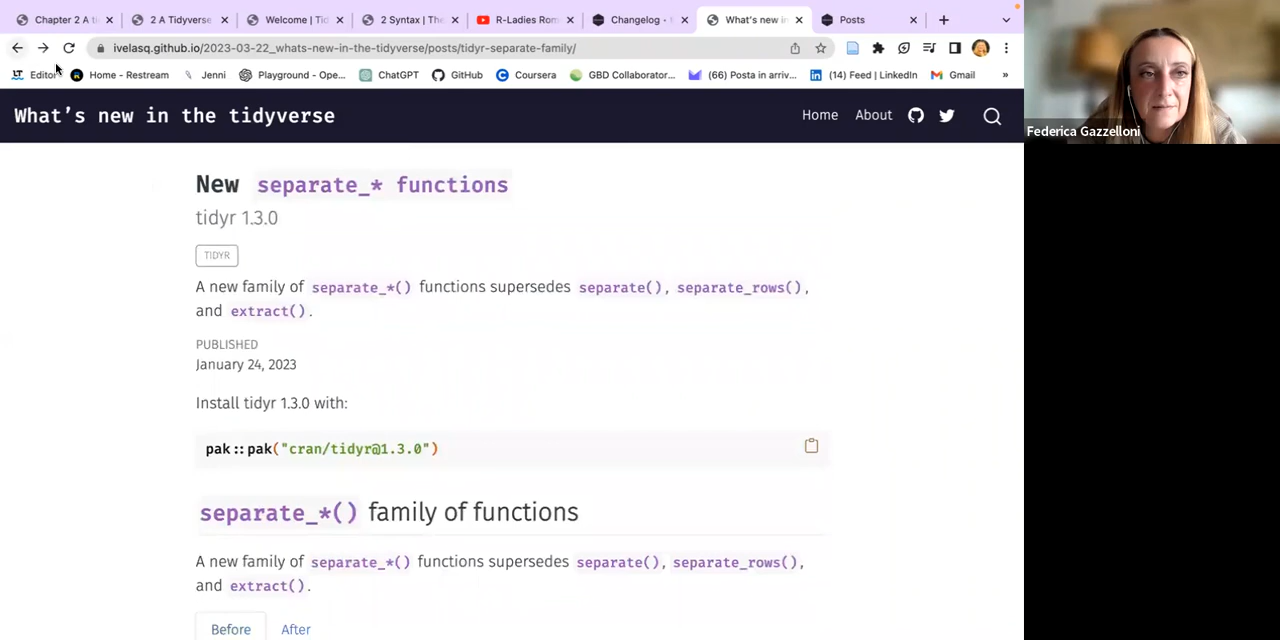 Chapter 2 A ti
2 A Tidyverse
Welcome | Tid
2 Syntax | The
R-Ladies Rom
Changelog ·
What's new in
Posts
ivelasq.github.io/2023-03-22_whats-new-in-the-tidyverse/posts/tidyr-separate-family/
Editor
Home - Restream
Jenni
Playground - Ope...
ChatGPT
GitHub
Coursera
GBD Collaborator...
(66) Posta in arriv...
(14) Feed | LinkedIn
Gmail
»
What's new in the tidyverse
Home
About
Federica Gazzelloni
New separate_* functions
tidyr 1.3.0
TIDYR
A new family of separate_*() functions supersedes separate(), separate_rows(),
and extract().
PUBLISHED
January 24, 2023
Install tidyr 1.3.0 with:
pak::pak("cran/tidyr@1.3.0")
separate_*() family of functions
A new family of separate_*() functions supersedes separate(), separate_rows(),
and extract().
Before
After